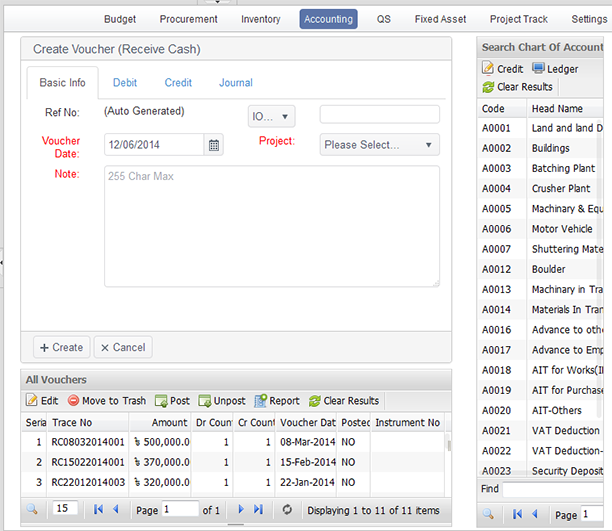 Budget Procurement Inventory Accounting QS Fixed Asset Project Track Settings
Create Voucher (Receive Cash)
Basic Info Debit Credit Journal
Ref No: (Auto Generated) IO...
Voucher Date: 12/06/2014 Project: Please Select...
Note: 255 Char Max
+ Create × Cancel
All Vouchers
Edit Move to Trash Post Unpost Report Clear Results
Seria Trace No Amount Dr Count Cr Count Voucher Dat Postec Instrument No
1 RC08032014001 ৳ 500,000.0 1 1 08-Mar-2014 NO
2 RC15022014001 ৳ 370,000.0 1 1 15-Feb-2014 NO
3 RC22012014003 ৳ 320,000.0 1 1 22-Jan-2014 NO
15 Page 1 of 1 Displaying 1 to 11 of 11 items
Search Chart Of Accoun
Credit Ledger
Clear Results
Code Head Name
A0001 Land and land D
A0002 Buildings
A0003 Batching Plant
A0004 Crusher Plant
A0005 Machinery & Equ
A0006 Motor Vehicle
A0007 Shuttering Mate
A0012 Boulder
A0013 Machinery in Tra
A0014 Materials In Tran
A0016 Advance to othe
A0017 Advance to Emp
A0018 AIT for Works(I
A0019 AIT for Purchase
A0020 AIT-Others
A0021 VAT Deduction
A0022 VAT Deduction-
A0023 Security Deposit
Find
Page 1